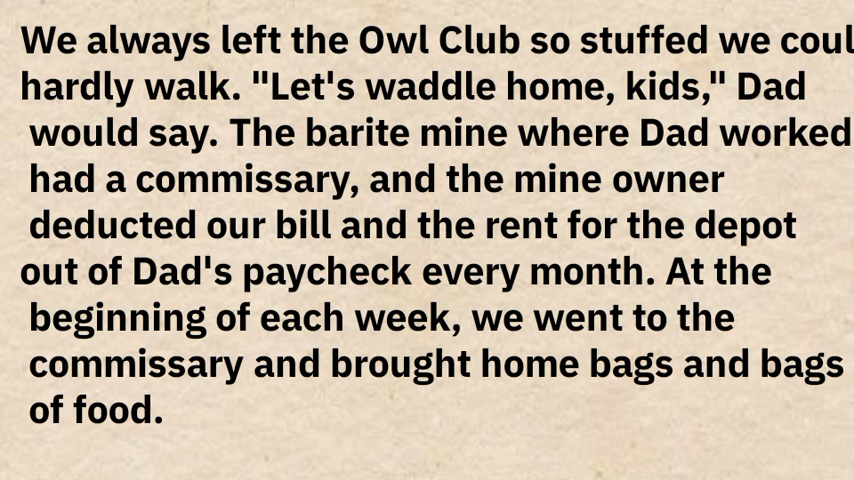 We always left the Owl Club so stuffed we coul
hardly walk. "Let's waddle home, kids," Dad
would say. The barite mine where Dad worked
had a commissary, and the mine owner
deducted our bill and the rent for the depot
out of Dad's paycheck every month. At the
beginning of each week, we went to the
commissary and brought home bags and bags
of food.